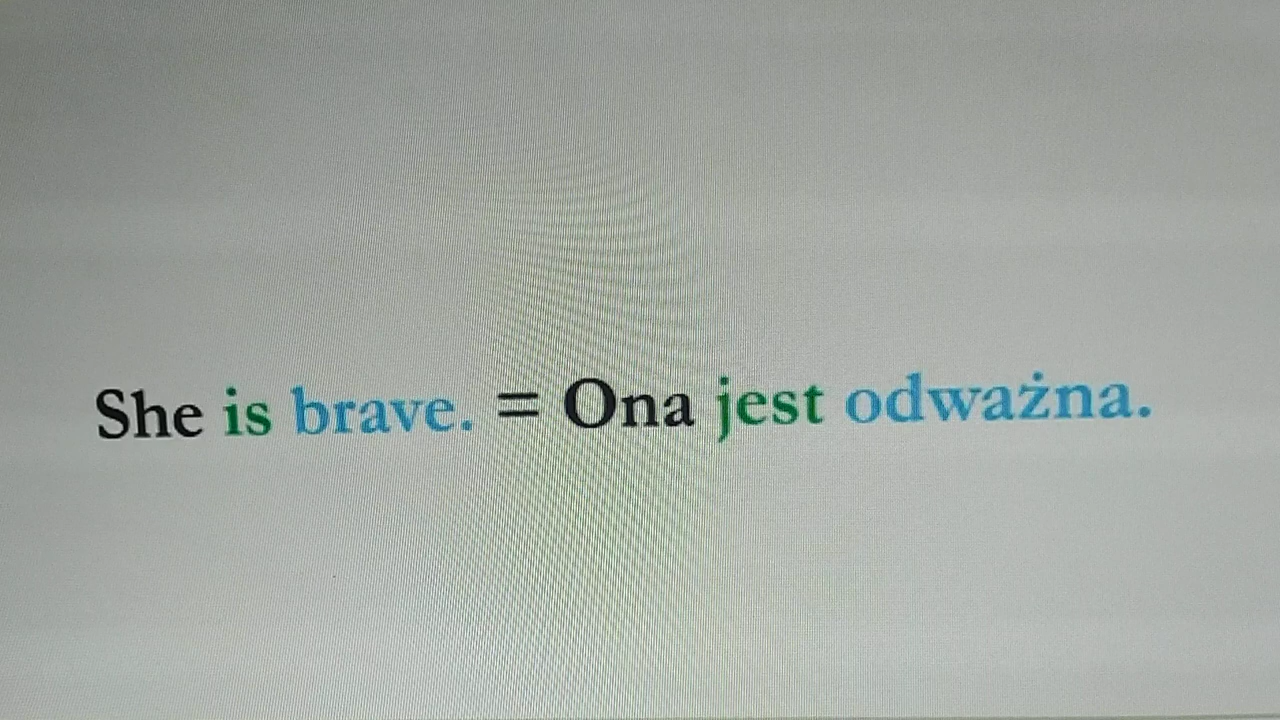 She is brave. = Ona jest odważna.